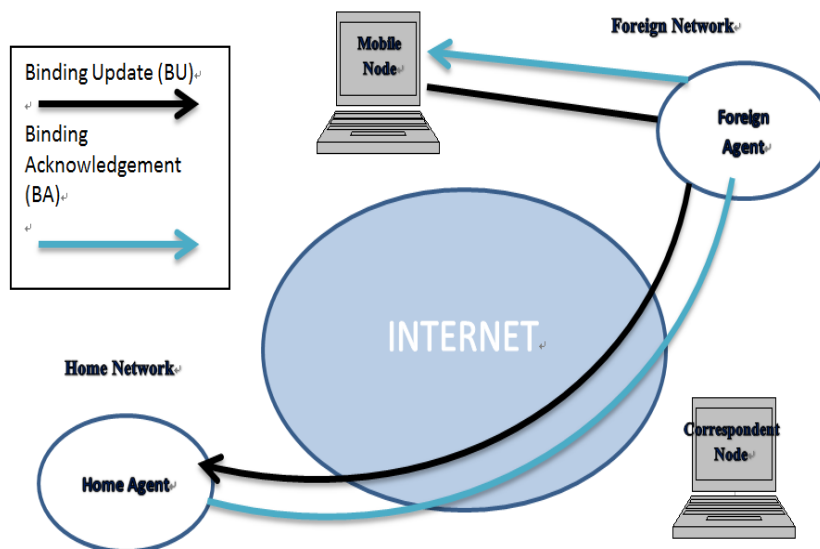 Binding Update (BU)↵
↵
Binding
Acknowledgement
(BA)
↵
Mobile
Node↵
Foreign Network
Foreign
Agent↵
INTERNET↵
Home Network↵
Home Agent↵
Correspondent
Node↵